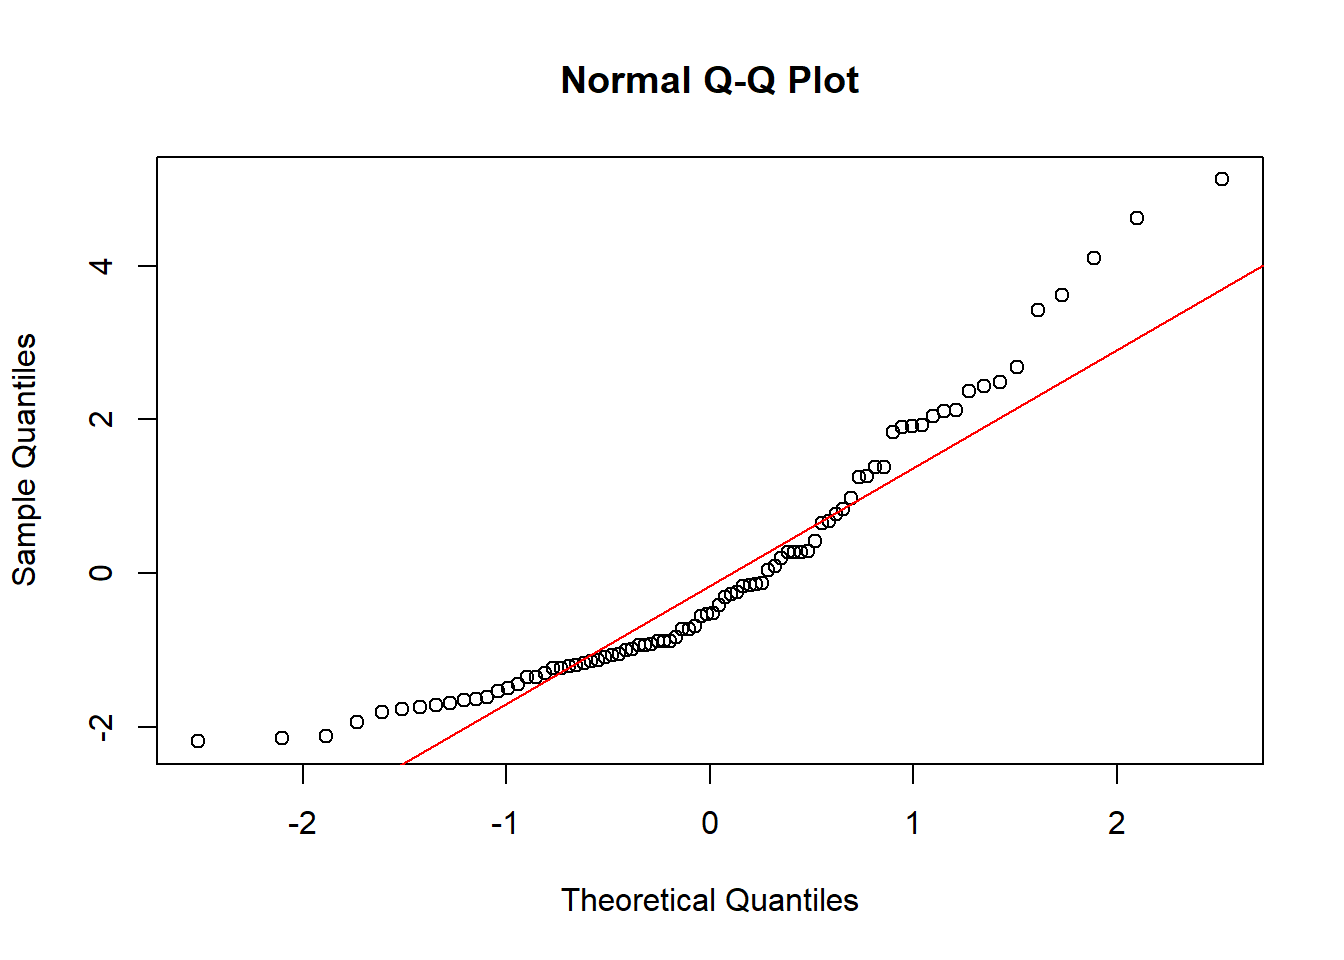 Normal Q-Q Plot
Sample Quantiles
4
2
0
-2
-2 -1 0 1 2
Theoretical Quantiles